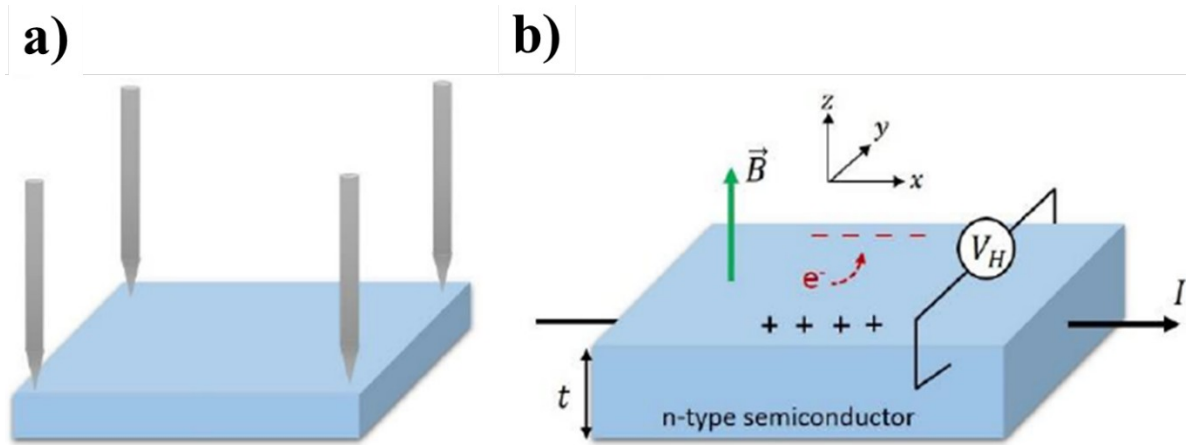 a)
b)
z
y
x
B⃗
V_H
e⁻
− − − −
+ + + +
I
t
n-type semiconductor